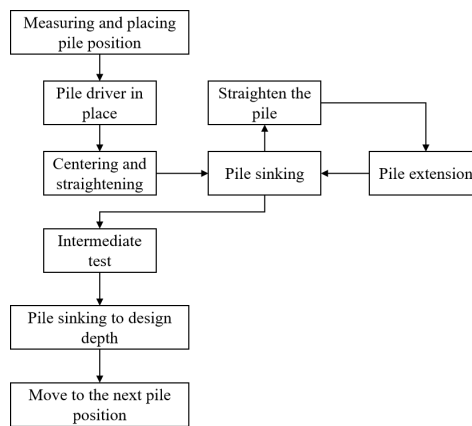 Measuring and placing
pile position
Pile driver in
place
Straighten the
pile
Centering and
straightening
Pile sinking
Pile extension
Intermediate
test
Pile sinking to design
depth
Move to the next pile
position